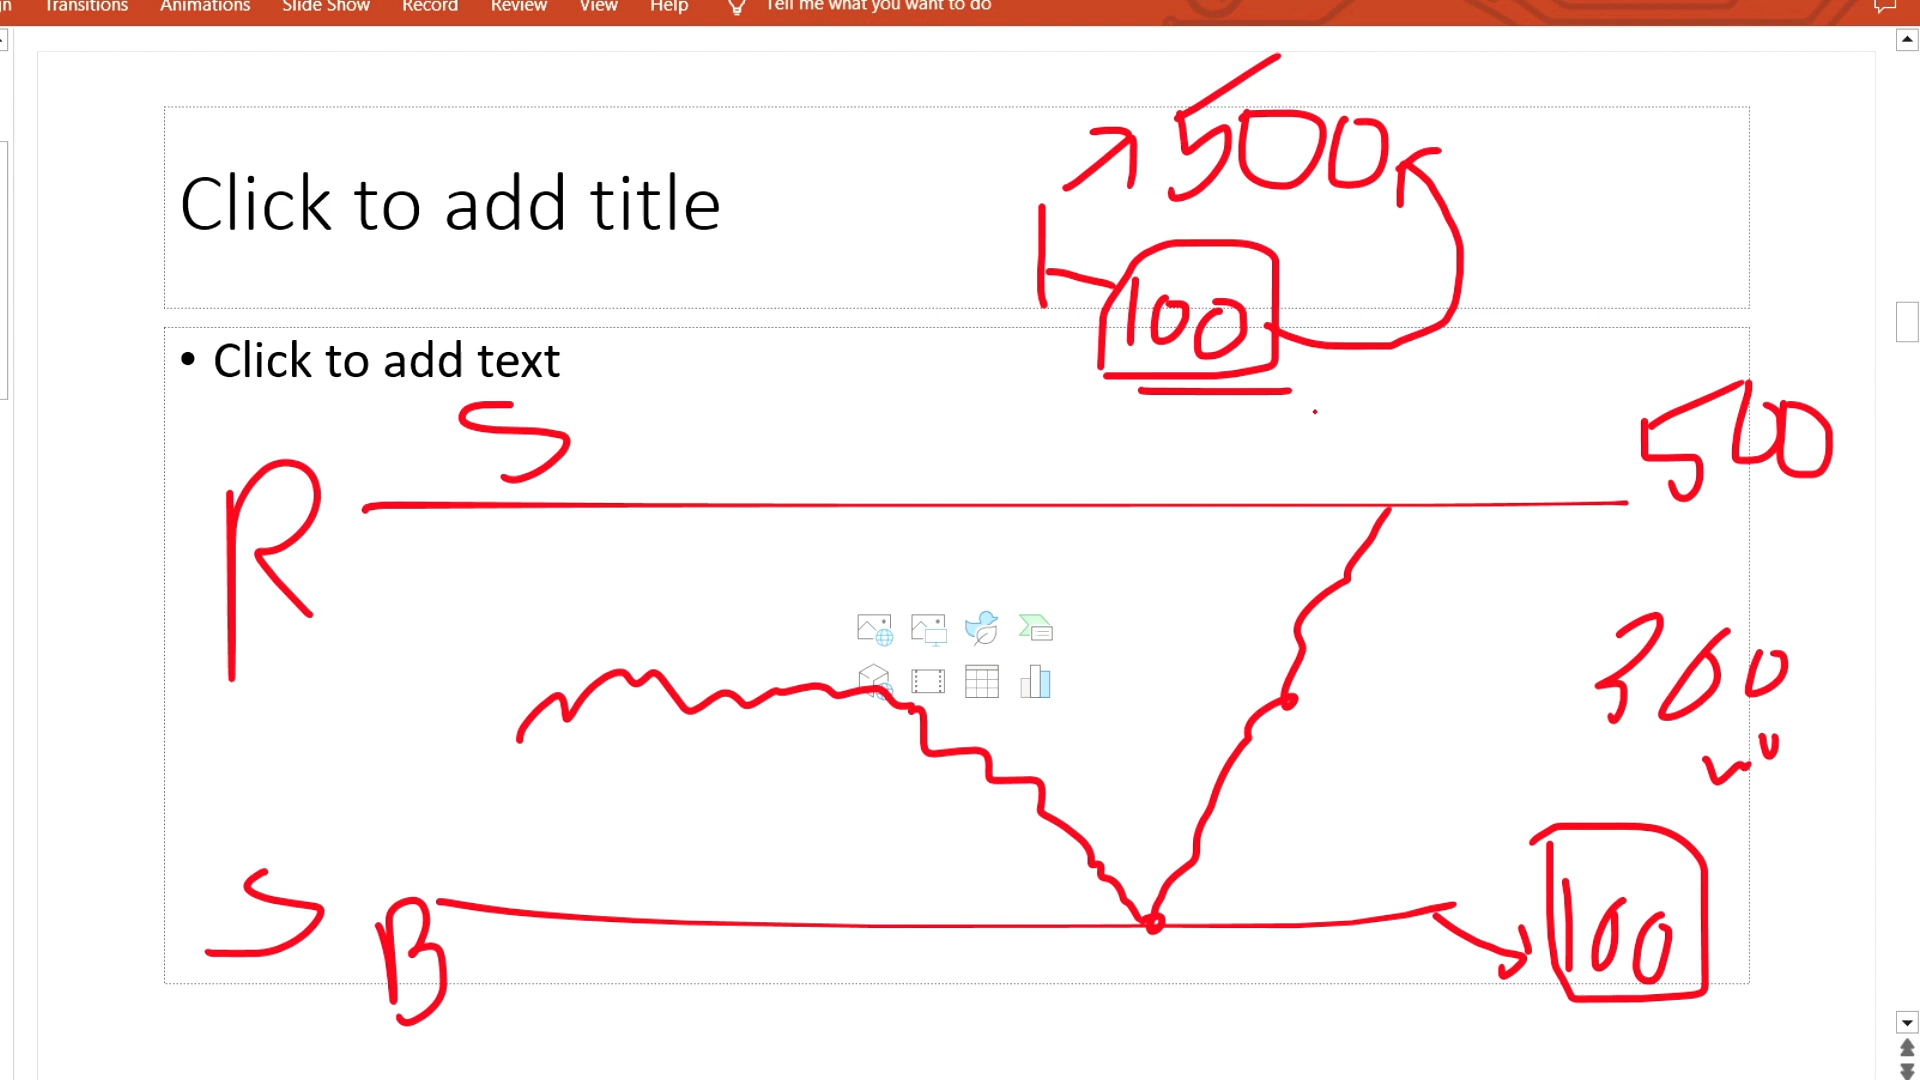 Transitions Animations Slide Show Record Review View Help Tell me what you want to do
500
Click to add title
100
• Click to add text
S
500
R
S
B
100